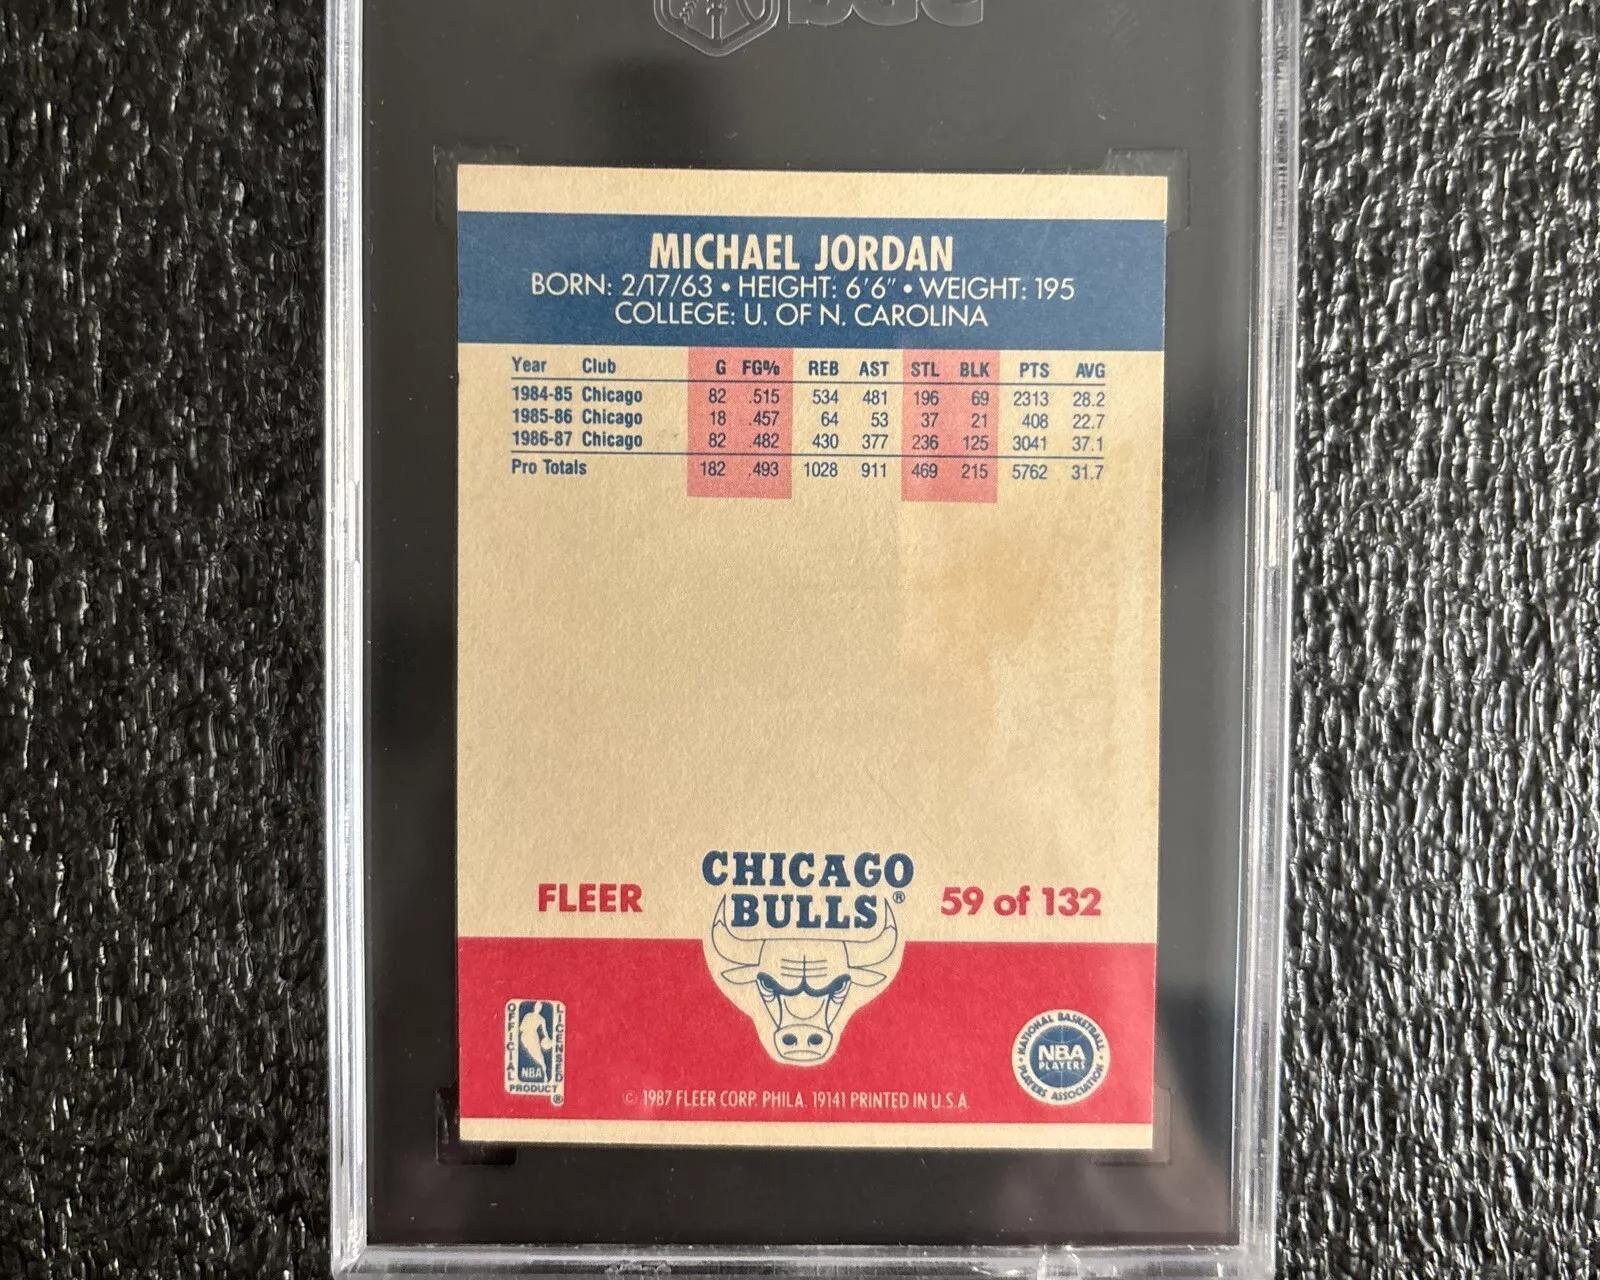 SGC
MICHAEL JORDAN
BORN: 2/17/63 • HEIGHT: 6'6" • WEIGHT: 195
COLLEGE: U. OF N. CAROLINA
Year Club G FG% REB AST STL BLK PTS AVG
1984-85 Chicago 82 .515 534 481 196 69 2313 28.2
1985-86 Chicago 18 .457 64 53 37 21 408 22.7
1986-87 Chicago 82 .482 430 377 236 125 3041 37.1
Pro Totals 182 .493 1028 911 469 215 5762 31.7
CHICAGO
BULLS®
FLEER
59 of 132
OFFICIAL LICENSED
NBA
PRODUCT ®
NATIONAL BASKETBALL
NBA
PLAYERS
PLAYERS ASSOCIATION
© 1987 FLEER CORP. PHILA. 19141 PRINTED IN U.S.A.